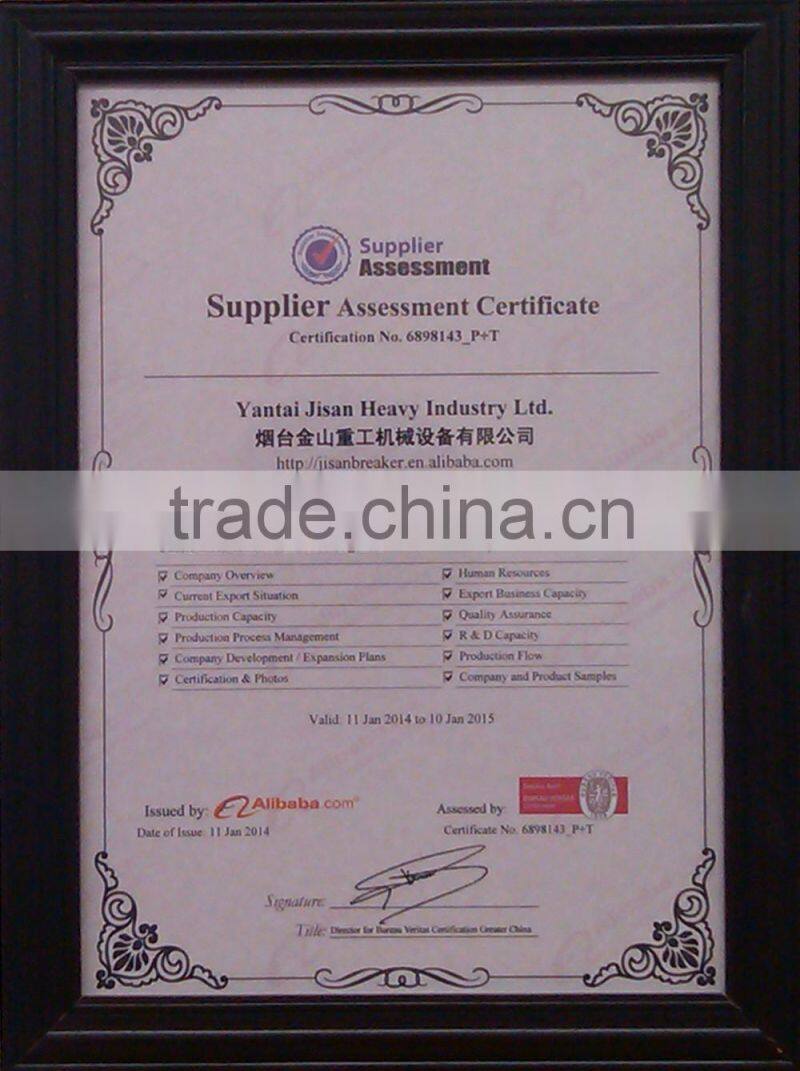 Supplier
Assessment
Supplier Assessment Certificate
Certification No. 6898143_P+T
Yantai Jisan Heavy Industry Ltd.
烟台金山重工机械设备有限公司
http://jisanbreaker.en.alibaba.com
trade.china.cn
Company Overview
Human Resources
Current Export Situation
Export Business Capacity
Production Capacity
Quality Assurance
Production Process Management
R & D Capacity
Company Development / Expansion Plans
Production Flow
Certification & Photos
Company and Product Samples
Valid: 11 Jan 2014 to 10 Jan 2015
Issued by: Alibaba.com®
Assessed by:
Date of Issue: 11 Jan 2014
Certificate No. 6898143_P+T
Signature:
Title: Director for Bureau Veritas Certification Greater China